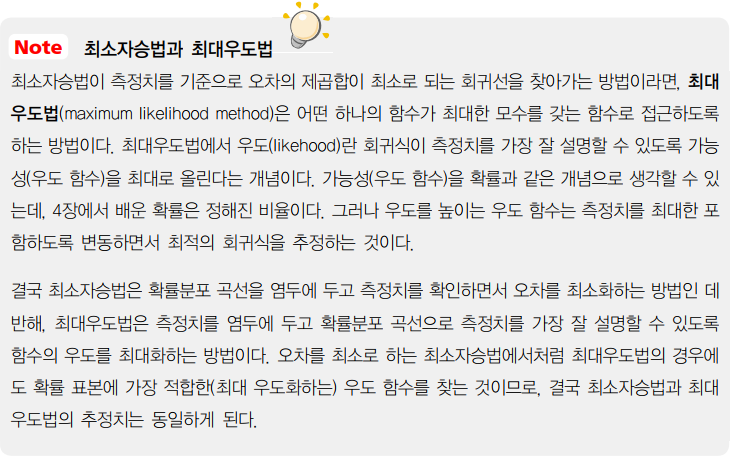 Note 최소자승법과 최대우도법
최소자승법이 측정치를 기준으로 오차의 제곱합이 최소로 되는 회귀선을 찾아가는 방법이라면, 최대
우도법(maximum likelihood method)은 어떤 하나의 함수가 최대한 모수를 갖는 함수로 접근하도록
하는 방법이다. 최대우도법에서 우도(likehood)란 회귀식이 측정치를 가장 잘 설명할 수 있도록 가능
성(우도 함수)을 최대로 올린다는 개념이다. 가능성(우도 함수)을 확률과 같은 개념으로 생각할 수 있
는데, 4장에서 배운 확률은 정해진 비율이다. 그러나 우도를 높이는 우도 함수는 측정치를 최대한 포
함하도록 변동하면서 최적의 회귀식을 추정하는 것이다.
결국 최소자승법은 확률분포 곡선을 염두에 두고 측정치를 확인하면서 오차를 최소화하는 방법인 데
반해, 최대우도법은 측정치를 염두에 두고 확률분포 곡선으로 측정치를 가장 잘 설명할 수 있도록
함수의 우도를 최대화하는 방법이다. 오차를 최소로 하는 최소자승법에서처럼 최대우도법의 경우에
도 확률 표본에 가장 적합한(최대 우도화하는) 우도 함수를 찾는 것이므로, 결국 최소자승법과 최대
우도법의 추정치는 동일하게 된다.